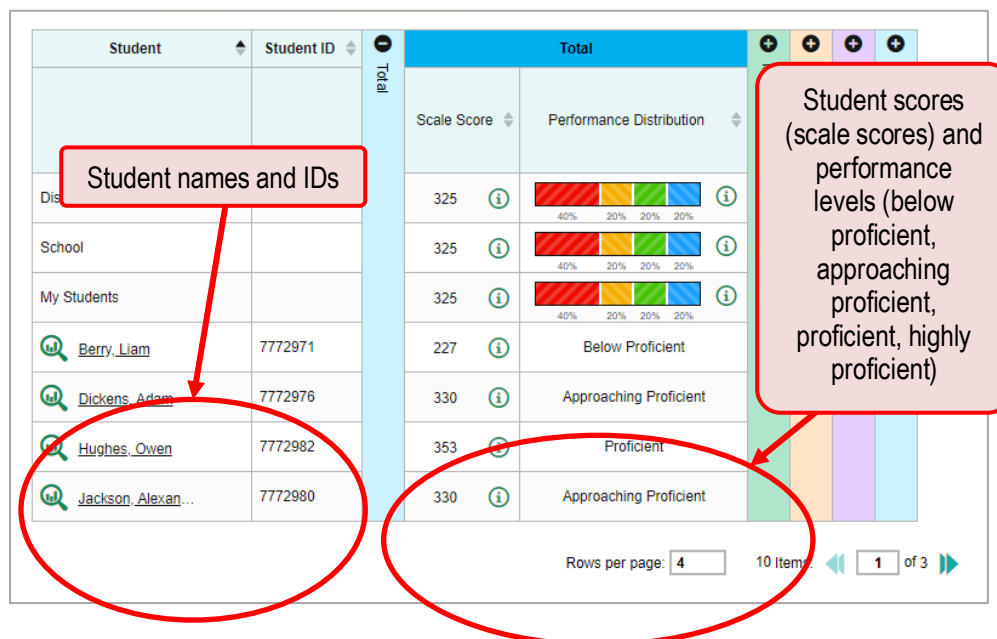 Student Student ID Total Total
Scale Score Performance Distribution
Student names and IDs
Student scores
(scale scores) and
performance
levels (below
proficient,
approaching
proficient,
proficient, highly
proficient)
325
40% 20% 20% 20%
School 325
40% 20% 20% 20%
My Students 325
40% 20% 20% 20%
Berry, Liam 7772971 227 Below Proficient
Dickens, Adam 7772976 330 Approaching Proficient
Hughes, Owen 7772982 353 Proficient
Jackson, Alexan... 7772980 330 Approaching Proficient
Rows per page: 4 10 Items: 1 of 3